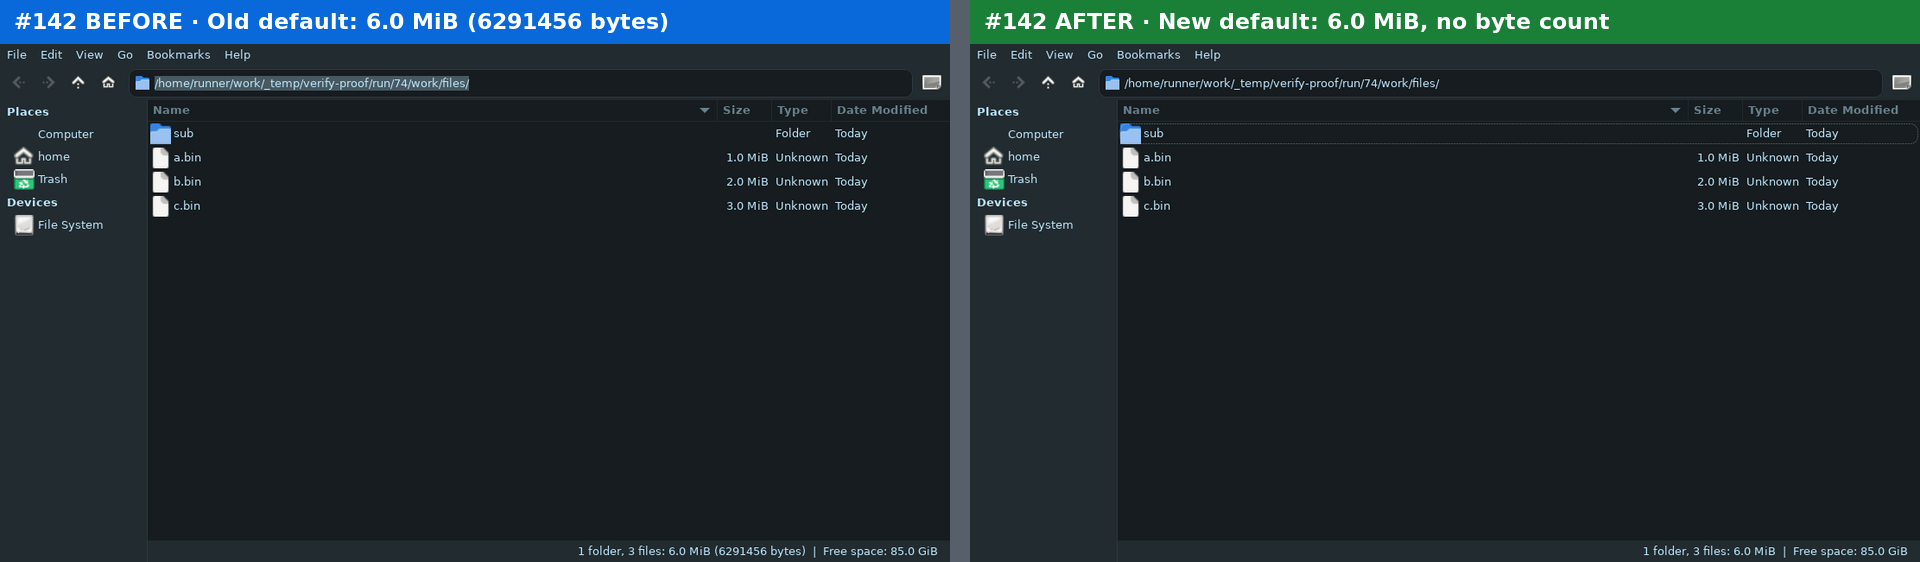 #142 BEFORE · Old default: 6.0 MiB (6291456 bytes)
File Edit View Go Bookmarks Help
/home/runner/work/_temp/verify-proof/run/74/work/files/
Places
Computer
home
Trash
Devices
File System
Name Size Type Date Modified
sub Folder Today
a.bin 1.0 MiB Unknown Today
b.bin 2.0 MiB Unknown Today
c.bin 3.0 MiB Unknown Today
1 folder, 3 files: 6.0 MiB (6291456 bytes) | Free space: 85.0 GiB
#142 AFTER · New default: 6.0 MiB, no byte count
File Edit View Go Bookmarks Help
/home/runner/work/_temp/verify-proof/run/74/work/files/
Places
Computer
home
Trash
Devices
File System
Name Size Type Date Modified
sub Folder Today
a.bin 1.0 MiB Unknown Today
b.bin 2.0 MiB Unknown Today
c.bin 3.0 MiB Unknown Today
1 folder, 3 files: 6.0 MiB | Free space: 85.0 GiB